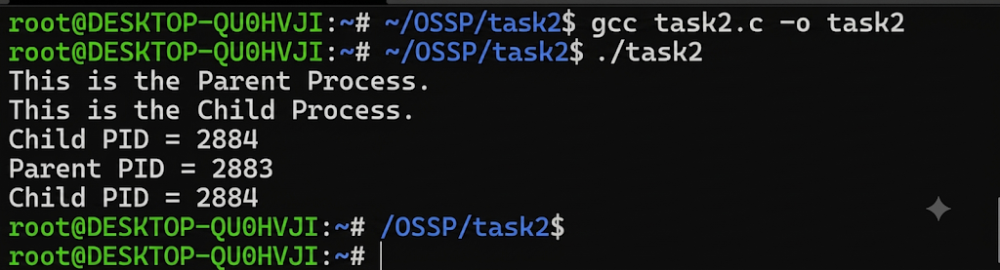 root@DESKTOP-QU0HVJI:~# ~/OSSP/task2$ gcc task2.c -o task2
root@DESKTOP-QU0HVJI:~# ~/OSSP/task2$ ./task2
This is the Parent Process.
This is the Child Process.
Child PID = 2884
Parent PID = 2883
Child PID = 2884
root@DESKTOP-QU0HVJI:~# /OSSP/task2$
root@DESKTOP-QU0HVJI:~#